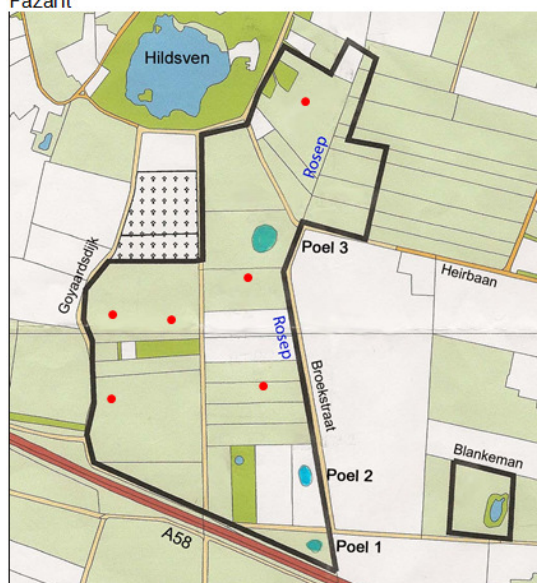 Fazant
Hildsven
Rosep
Poel 3
Goyaardsdijk
Heirbaan
Rosep
Broekstraat
Blankeman
Poel 2
A58
Poel 1